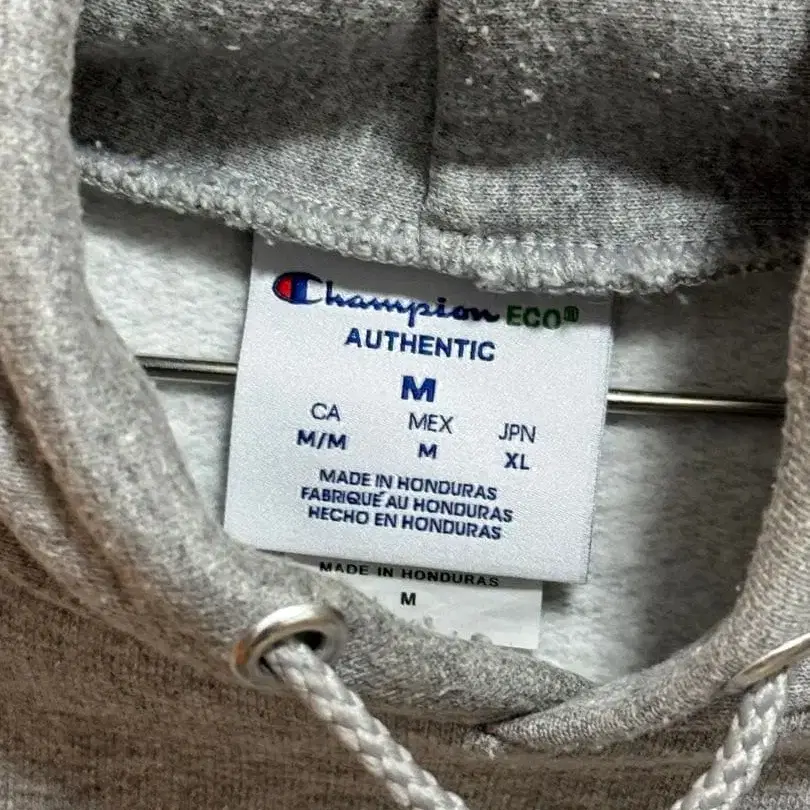 Champion ECO®
AUTHENTIC
M
CA MEX JPN
M/M M XL
MADE IN HONDURAS
FABRIQUÉ AU HONDURAS
HECHO EN HONDURAS
MADE IN HONDURAS
M